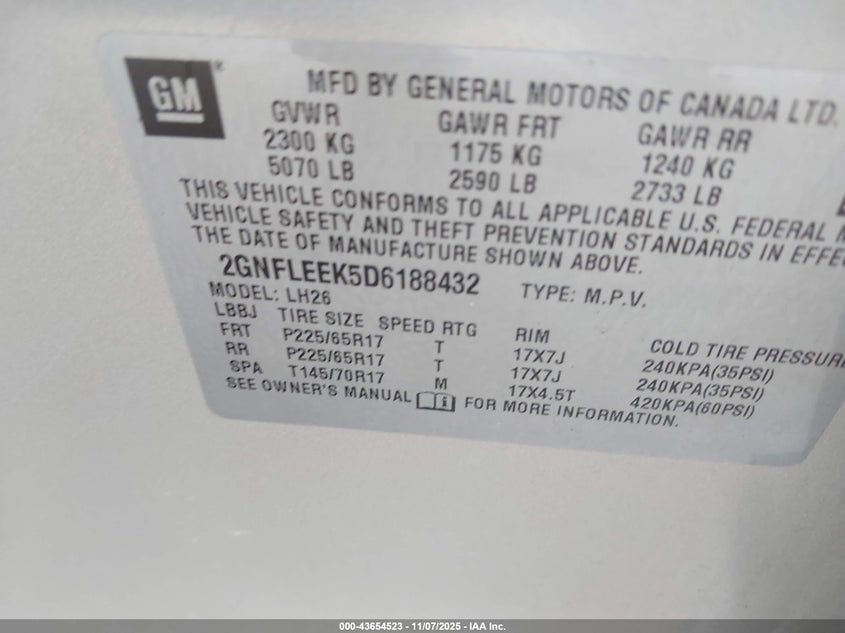 GM
MFD BY GENERAL MOTORS OF CANADA LTD.
GVWR GAWR FRT GAWR RR
2300 KG 1175 KG 1240 KG
5070 LB 2590 LB 2733 LB
THIS VEHICLE CONFORMS TO ALL APPLICABLE U.S. FEDERAL M
VEHICLE SAFETY AND THEFT PREVENTION STANDARDS IN EFFE
THE DATE OF MANUFACTURE SHOWN ABOVE.
2GNFLEEK5D6188432 TYPE: M.P.V.
MODEL: LH26
LBBJ TIRE SIZE SPEED RTG RIM COLD TIRE PRESSURE
FRT P225/65R17 T 17X7J 240KPA(35PSI)
RR P225/65R17 T 17X7J 240KPA(35PSI)
SPA T145/70R17 M 17X4.5T 420KPA(60PSI)
SEE OWNER'S MANUAL FOR MORE INFORMATION.
000-43654523 - 11/07/2025 - IAA Inc.